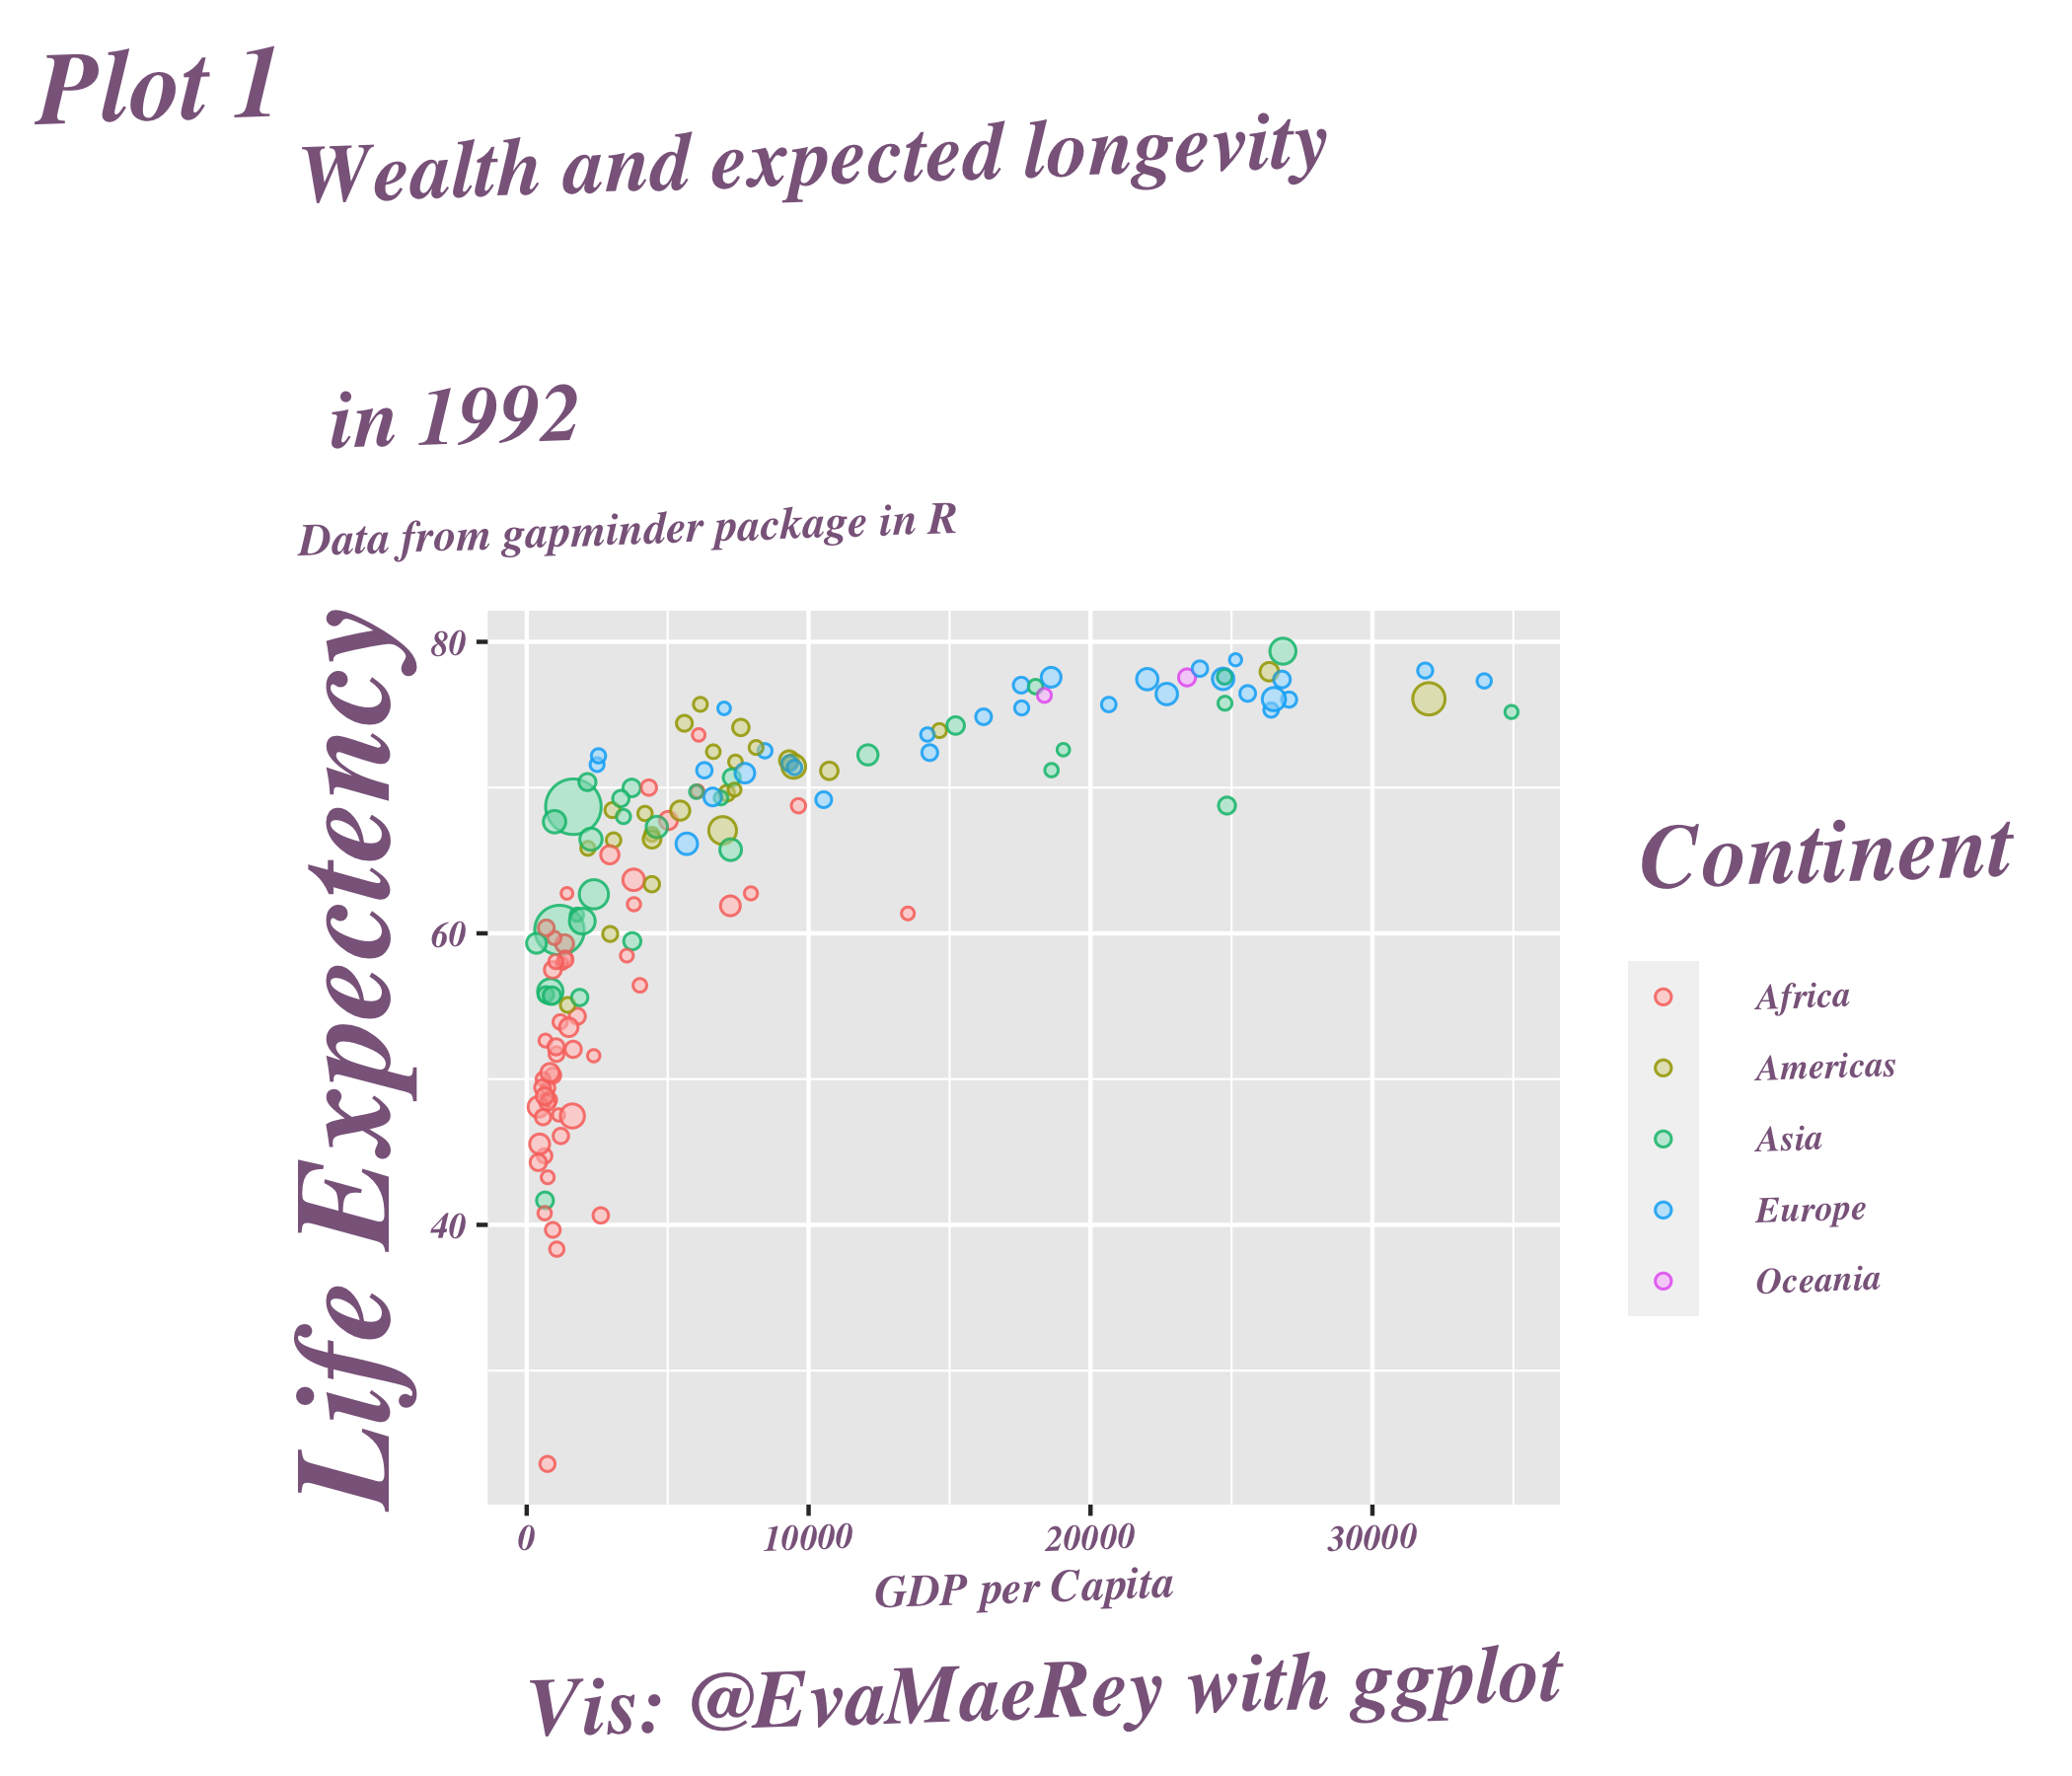 Plot 1
Wealth and expected longevity
in 1992
Data from gapminder package in R
Life Expectency
80
60
40
0 10000 20000 30000
GDP per Capita
Continent
Africa
Americas
Asia
Europe
Oceania
Vis: @EvaMaeRey with ggplot